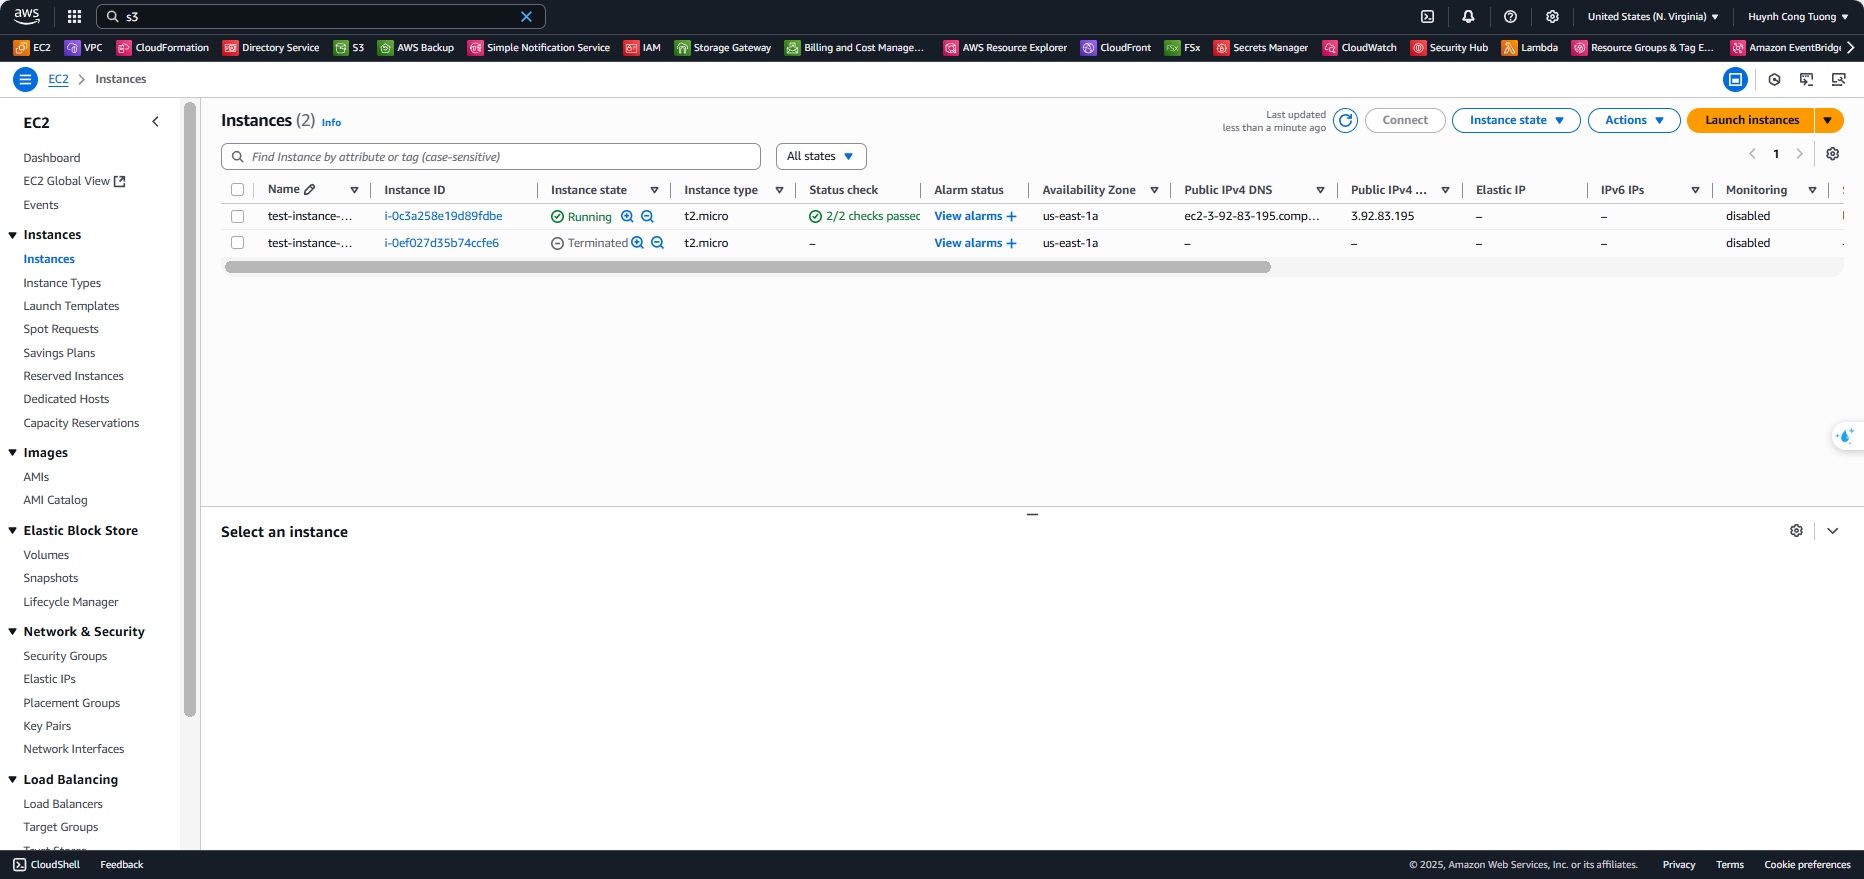 aws
s3
United States (N. Virginia)
Huynh Cong Tuong
EC2
VPC
CloudFormation
Directory Service
S3
AWS Backup
Simple Notification Service
IAM
Storage Gateway
Billing and Cost Manage...
AWS Resource Explorer
CloudFront
FSx
FSx
Secrets Manager
CloudWatch
Security Hub
Lambda
Resource Groups & Tag E...
Amazon EventBridge
EC2 Instances
EC2
Dashboard
EC2 Global View
Events
Instances
Instances
Instance Types
Launch Templates
Spot Requests
Savings Plans
Reserved Instances
Dedicated Hosts
Capacity Reservations
Images
AMIs
AMI Catalog
Elastic Block Store
Volumes
Snapshots
Lifecycle Manager
Network & Security
Security Groups
Elastic IPs
Placement Groups
Key Pairs
Network Interfaces
Load Balancing
Load Balancers
Target Groups
Instances (2) Info
Last updated
less than a minute ago
Connect
Instance state
Actions
Launch instances
Find Instance by attribute or tag (case-sensitive)
All states
1
Name Instance ID Instance state Instance type Status check Alarm status Availability Zone Public IPv4 DNS Public IPv4 ... Elastic IP IPv6 IPs Monitoring
test-instance-... i-0c3a258e19d89fdbe Running t2.micro 2/2 checks passed View alarms + us-east-1a ec2-3-92-83-195.comp... 3.92.83.195 – – disabled
test-instance-... i-0ef027d35b74ccfe6 Terminated t2.micro – View alarms + us-east-1a – – – – disabled
Select an instance
CloudShell
Feedback
© 2025, Amazon Web Services, Inc. or its affiliates.
Privacy
Terms
Cookie preferences